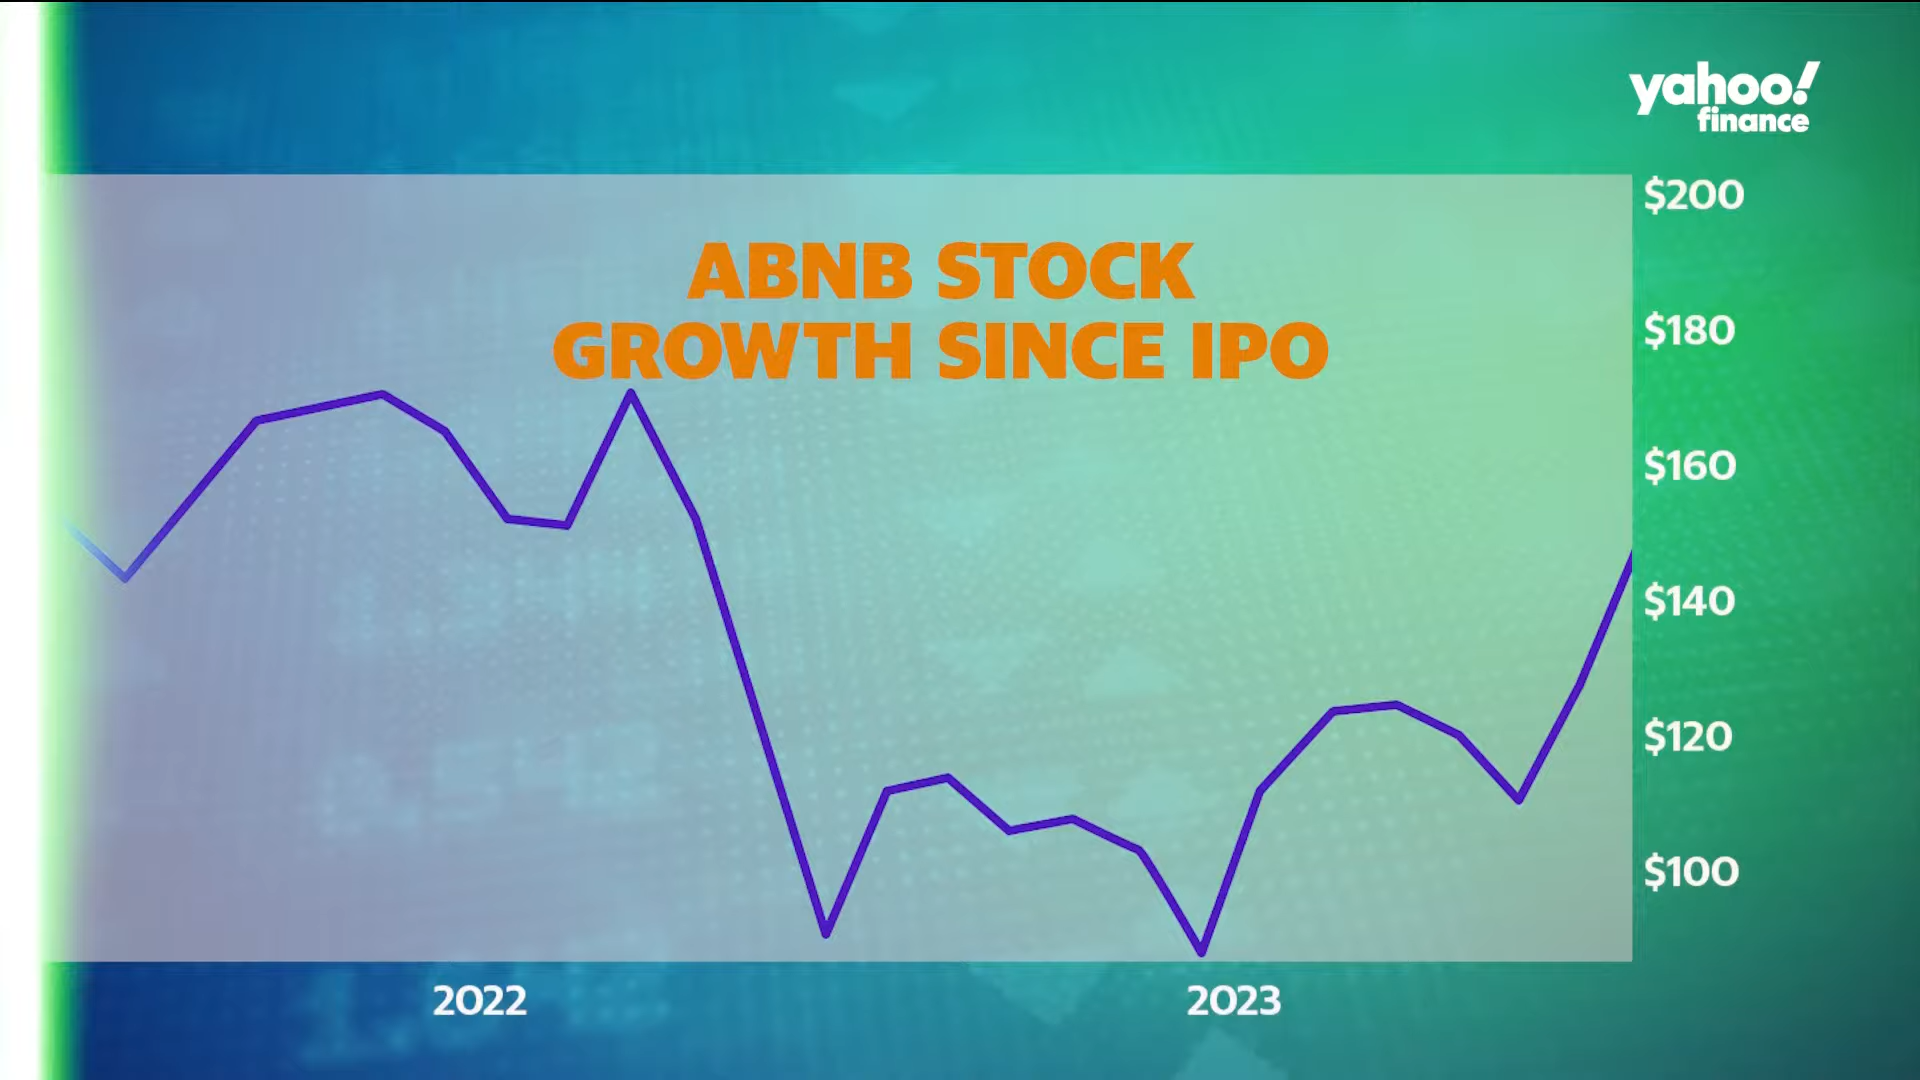 yahoo!
finance
ABNB STOCK
GROWTH SINCE IPO
$200
$180
$160
$140
$120
$100
2022
2023